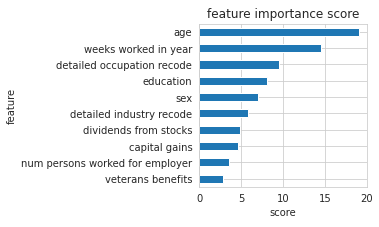 feature importance score
feature
age
weeks worked in year
detailed occupation recode
education
sex
detailed industry recode
dividends from stocks
capital gains
num persons worked for employer
veterans benefits
0 5 10 15 20
score